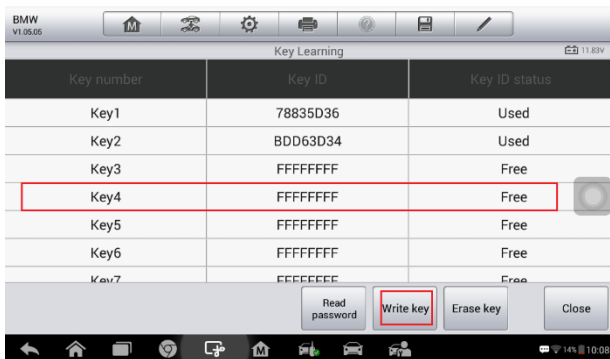 BMW
V1.05.05
Key Learning
11.83V
Key number Key ID Key ID status
Key1 78835D36 Used
Key2 BDD63D34 Used
Key3 FFFFFFFF Free
Key4 FFFFFFFF Free
Key5 FFFFFFFF Free
Key6 FFFFFFFF Free
Key7 FFFFFFFF Free
Read password Write key Erase key Close
14% 10:08